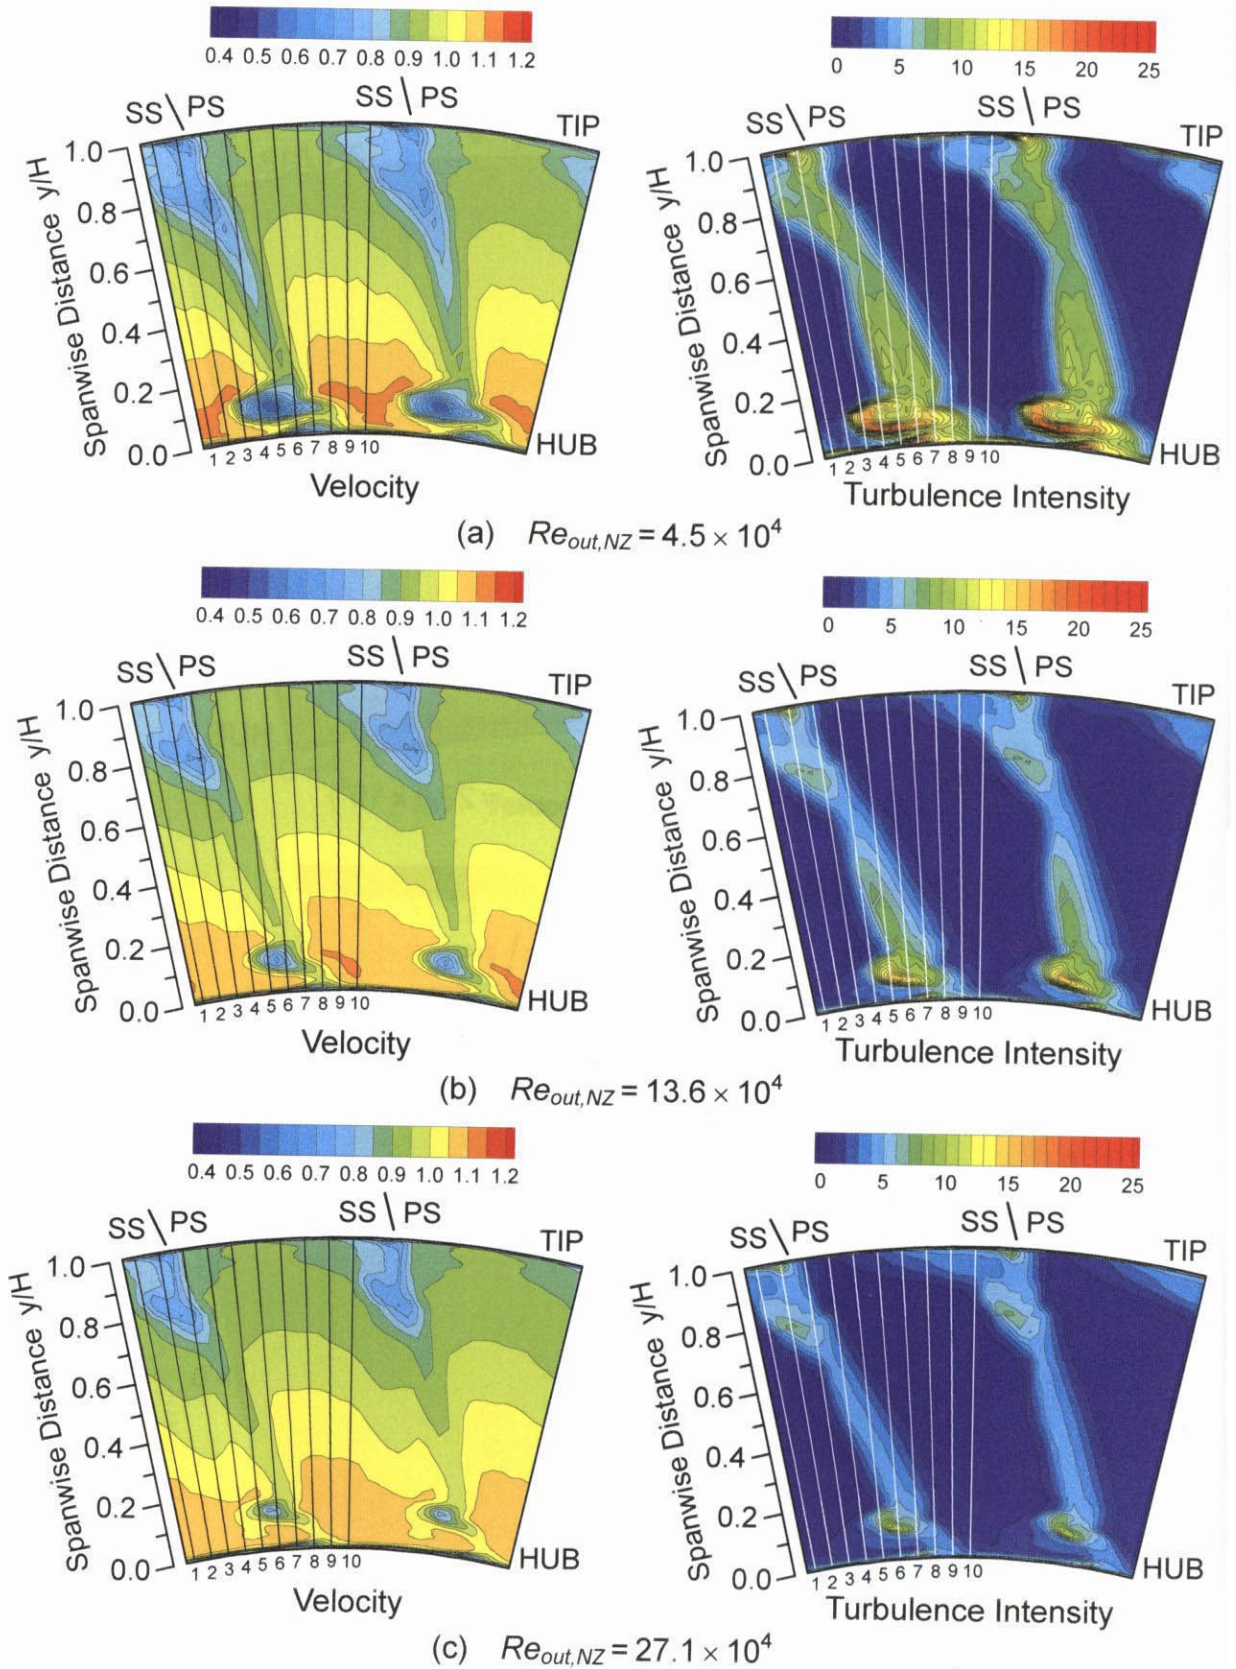 0.4 0.5 0.6 0.7 0.8 0.9 1.0 1.1 1.2
SS \ PS
SS \ PS
TIP
1.0
0.8
0.6
0.4
0.2
0.0
Spanwise Distance y/H
HUB
1 2 3 4 5 6 7 8 9 10
Velocity
0 5 10 15 20 25
SS \ PS
SS \ PS
TIP
1.0
0.8
0.6
0.4
0.2
0.0
Spanwise Distance y/H
HUB
1 2 3 4 5 6 7 8 9 10
Turbulence Intensity
(a) Re_out,NZ = 4.5 × 10⁴
0.4 0.5 0.6 0.7 0.8 0.9 1.0 1.1 1.2
SS \ PS
SS \ PS
TIP
1.0
0.8
0.6
0.4
0.2
0.0
Spanwise Distance y/H
HUB
1 2 3 4 5 6 7 8 9 10
Velocity
0 5 10 15 20 25
SS \ PS
SS \ PS
TIP
1.0
0.8
0.6
0.4
0.2
0.0
Spanwise Distance y/H
HUB
1 2 3 4 5 6 7 8 9 10
Turbulence Intensity
(b) Re_out,NZ = 13.6 × 10⁴
0.4 0.5 0.6 0.7 0.8 0.9 1.0 1.1 1.2
SS \ PS
SS \ PS
TIP
1.0
0.8
0.6
0.4
0.2
0.0
Spanwise Distance y/H
HUB
1 2 3 4 5 6 7 8 9 10
Velocity
0 5 10 15 20 25
SS \ PS
SS \ PS
TIP
1.0
0.8
0.6
0.4
0.2
0.0
Spanwise Distance y/H
HUB
1 2 3 4 5 6 7 8 9 10
Turbulence Intensity
(c) Re_out,NZ = 27.1 × 10⁴